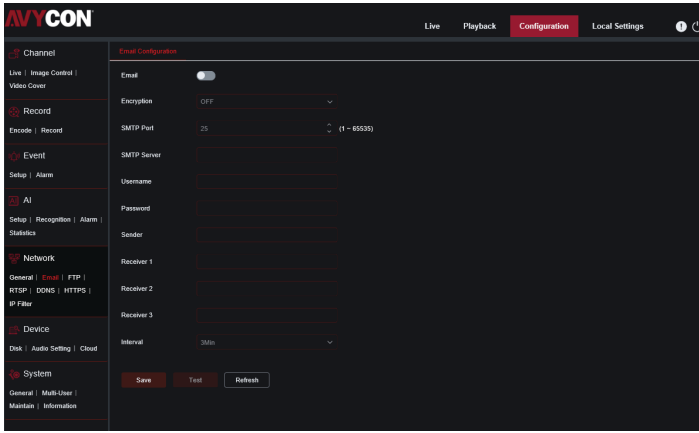 AVYCON
Live Playback Configuration Local Settings
Channel
Live | Image Control |
Video Cover
Record
Encode | Record
Event
Setup | Alarm
AI
Setup | Recognition | Alarm |
Statistics
Network
General | Email | FTP |
RTSP | DDNS | HTTPS |
IP Filter
Device
Disk | Audio Setting | Cloud
System
General | Multi-User |
Maintain | Information
Email Configuration
Email
Encryption OFF
SMTP Port 25 (1 ~ 65535)
SMTP Server
Username
Password
Sender
Receiver 1
Receiver 2
Receiver 3
Interval 3Min
Save Test Refresh